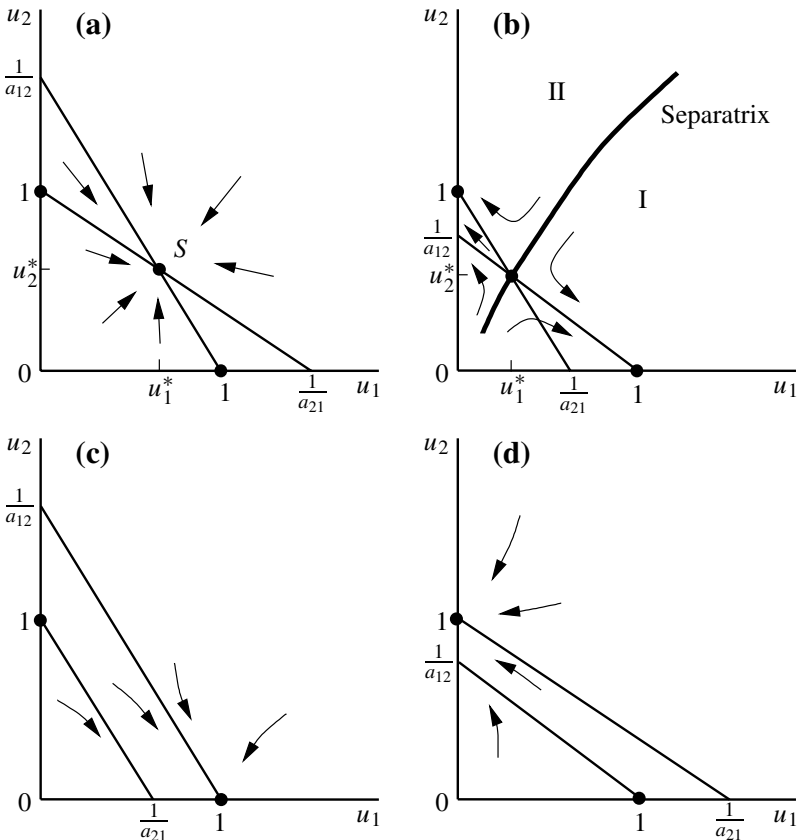 u₂ (a)
1/a₁₂
1
S
u₂*
0
u₁* 1 1/a₂₁ u₁
u₂ (b)
II
Separatrix
I
1
1/a₁₂
u₂*
0
u₁* 1/a₂₁ 1 u₁
u₂ (c)
1/a₁₂
1
0
1/a₂₁ 1 u₁
u₂ (d)
1
1/a₁₂
0
1 1/a₂₁ u₁